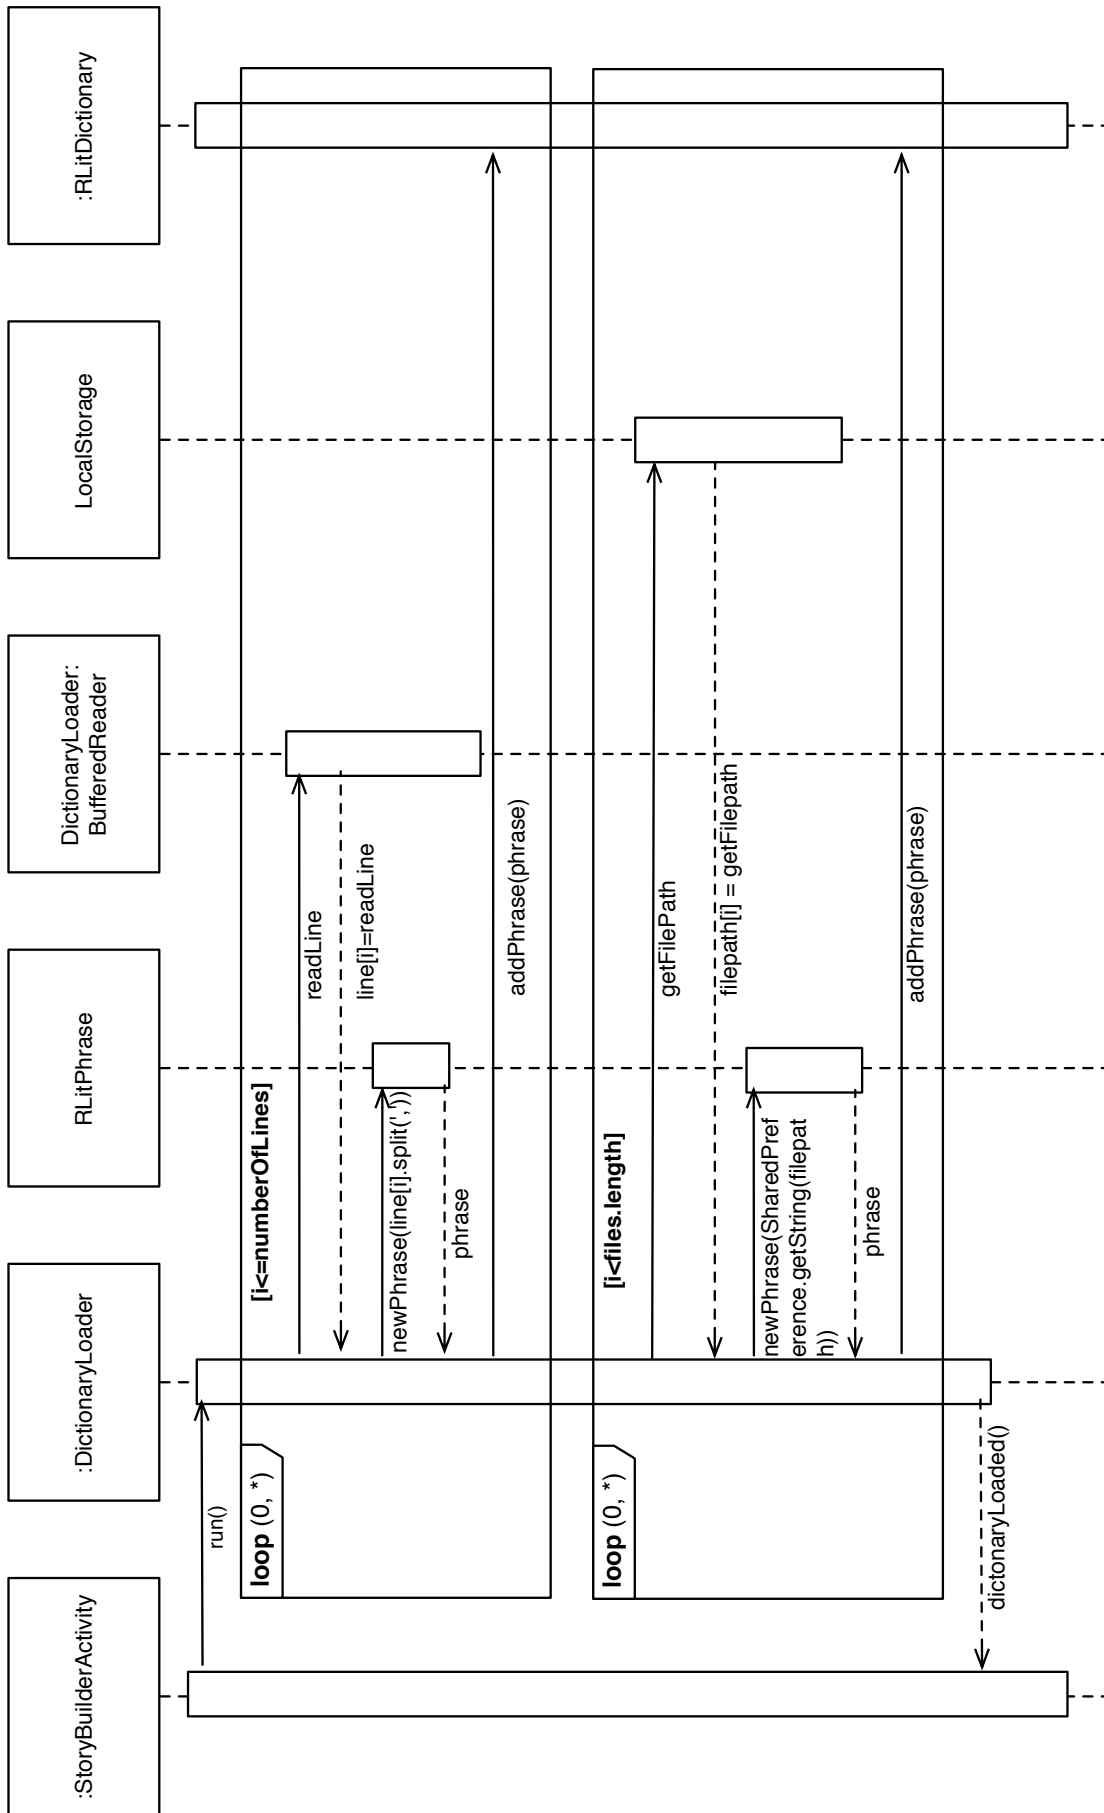 :StoryBuilderActivity
:DictionaryLoader
RLitPhrase
DictionaryLoader:
BufferedReader
LocalStorage
:RLitDictionary
run()
loop (0, *)
[i<=numberOfLines]
readLine
line[i]=readLine
newPhrase(line[i].split(','))
phrase
addPhrase(phrase)
loop (0, *)
[i<files.length]
getFilePath
filepath[i] = getFilepath
newPhrase(SharedPref
erence.getString(filepat
h))
phrase
addPhrase(phrase)
dictonaryLoaded()